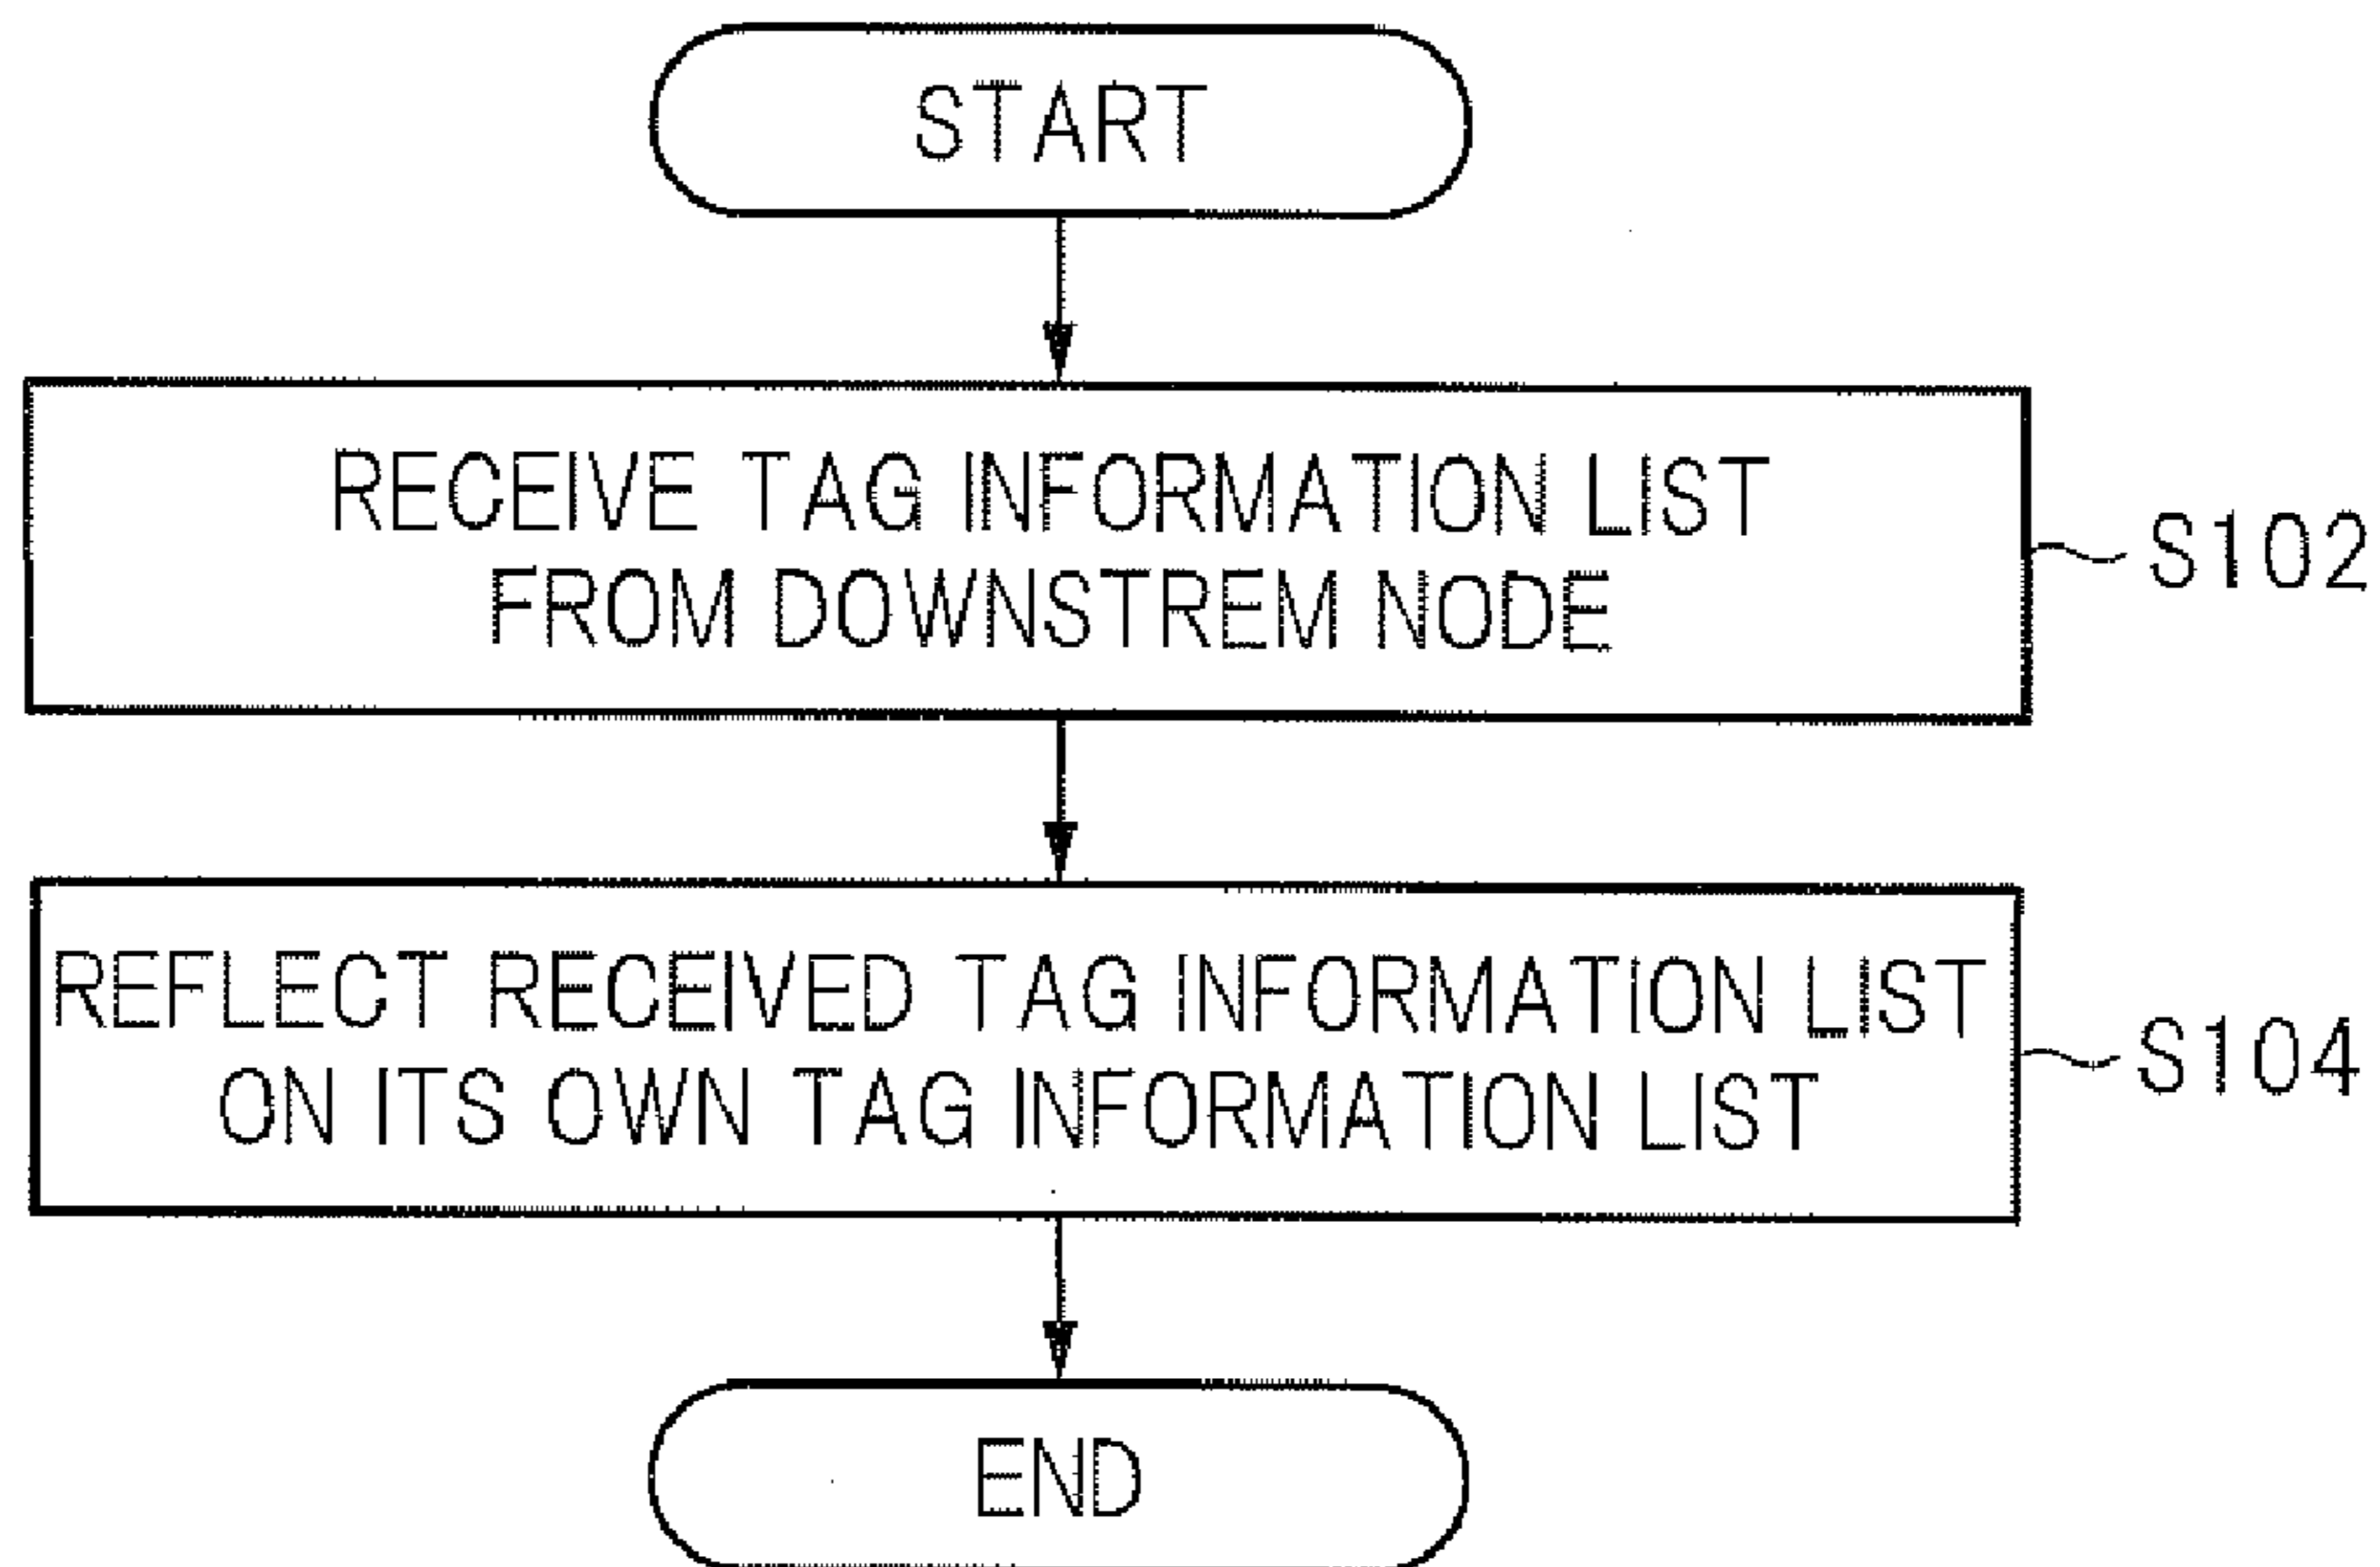 START
RECEIVE TAG INFORMATION LIST
FROM DOWNSTREM NODE
S102
REFLECT RECEIVED TAG INFORMATION LIST
ON ITS OWN TAG INFORMATION LIST
S104
END